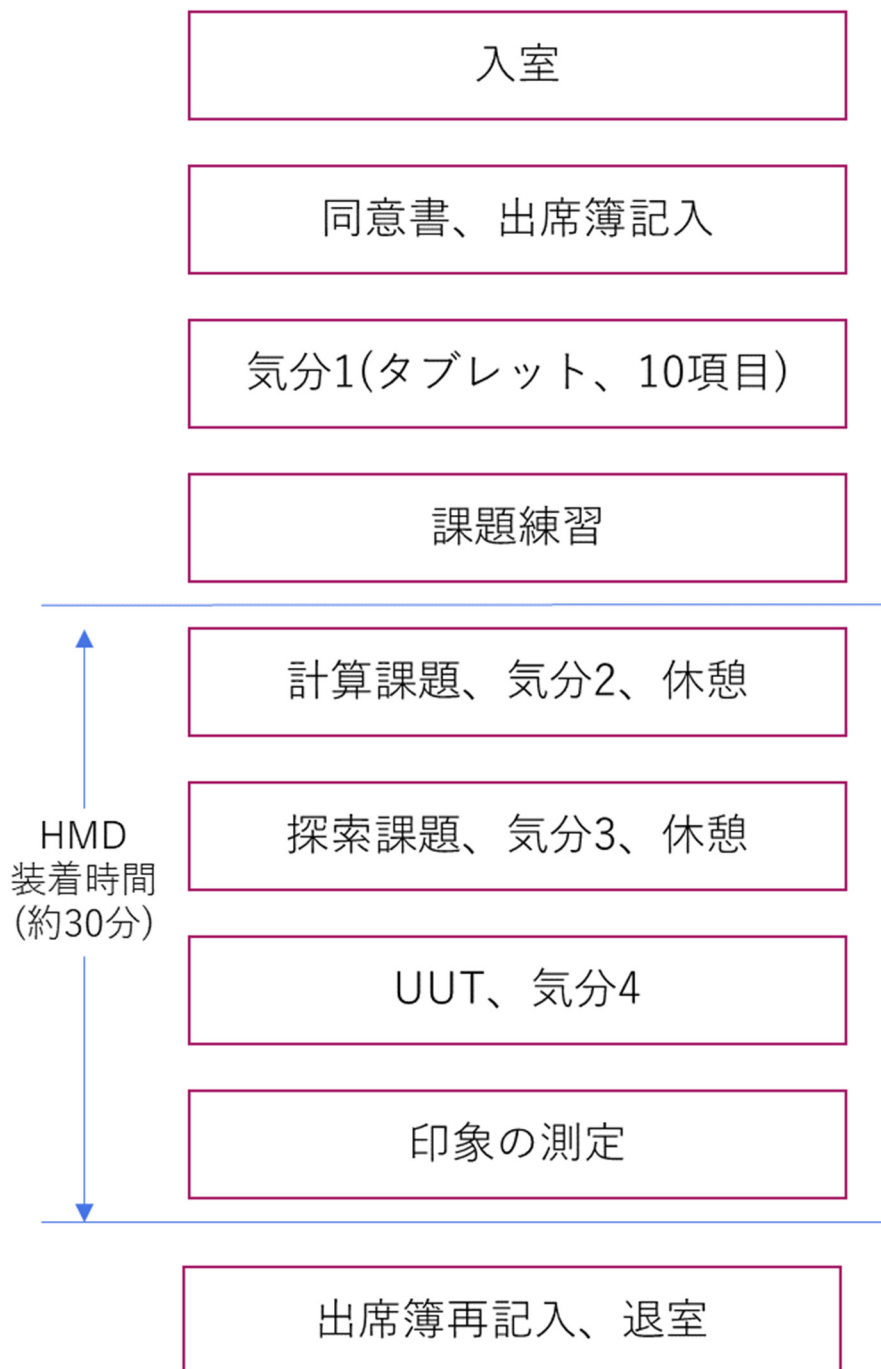 入室
同意書、出席簿記入
気分1(タブレット、10項目)
課題練習
計算課題、気分2、休憩
探索課題、気分3、休憩
HMD
装着時間
(約30分)
UUT、気分4
印象の測定
出席簿再記入、退室